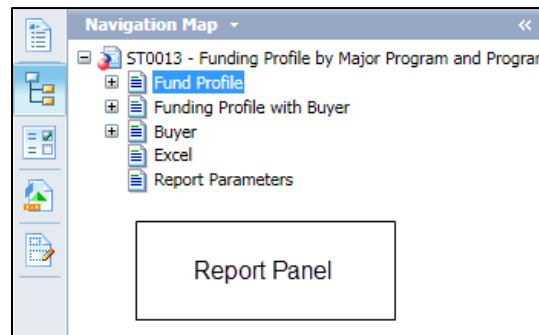 Navigation Map
ST0013 - Funding Profile by Major Program and Progra
Fund Profile
Funding Profile with Buyer
Buyer
Excel
Report Parameters
Report Panel